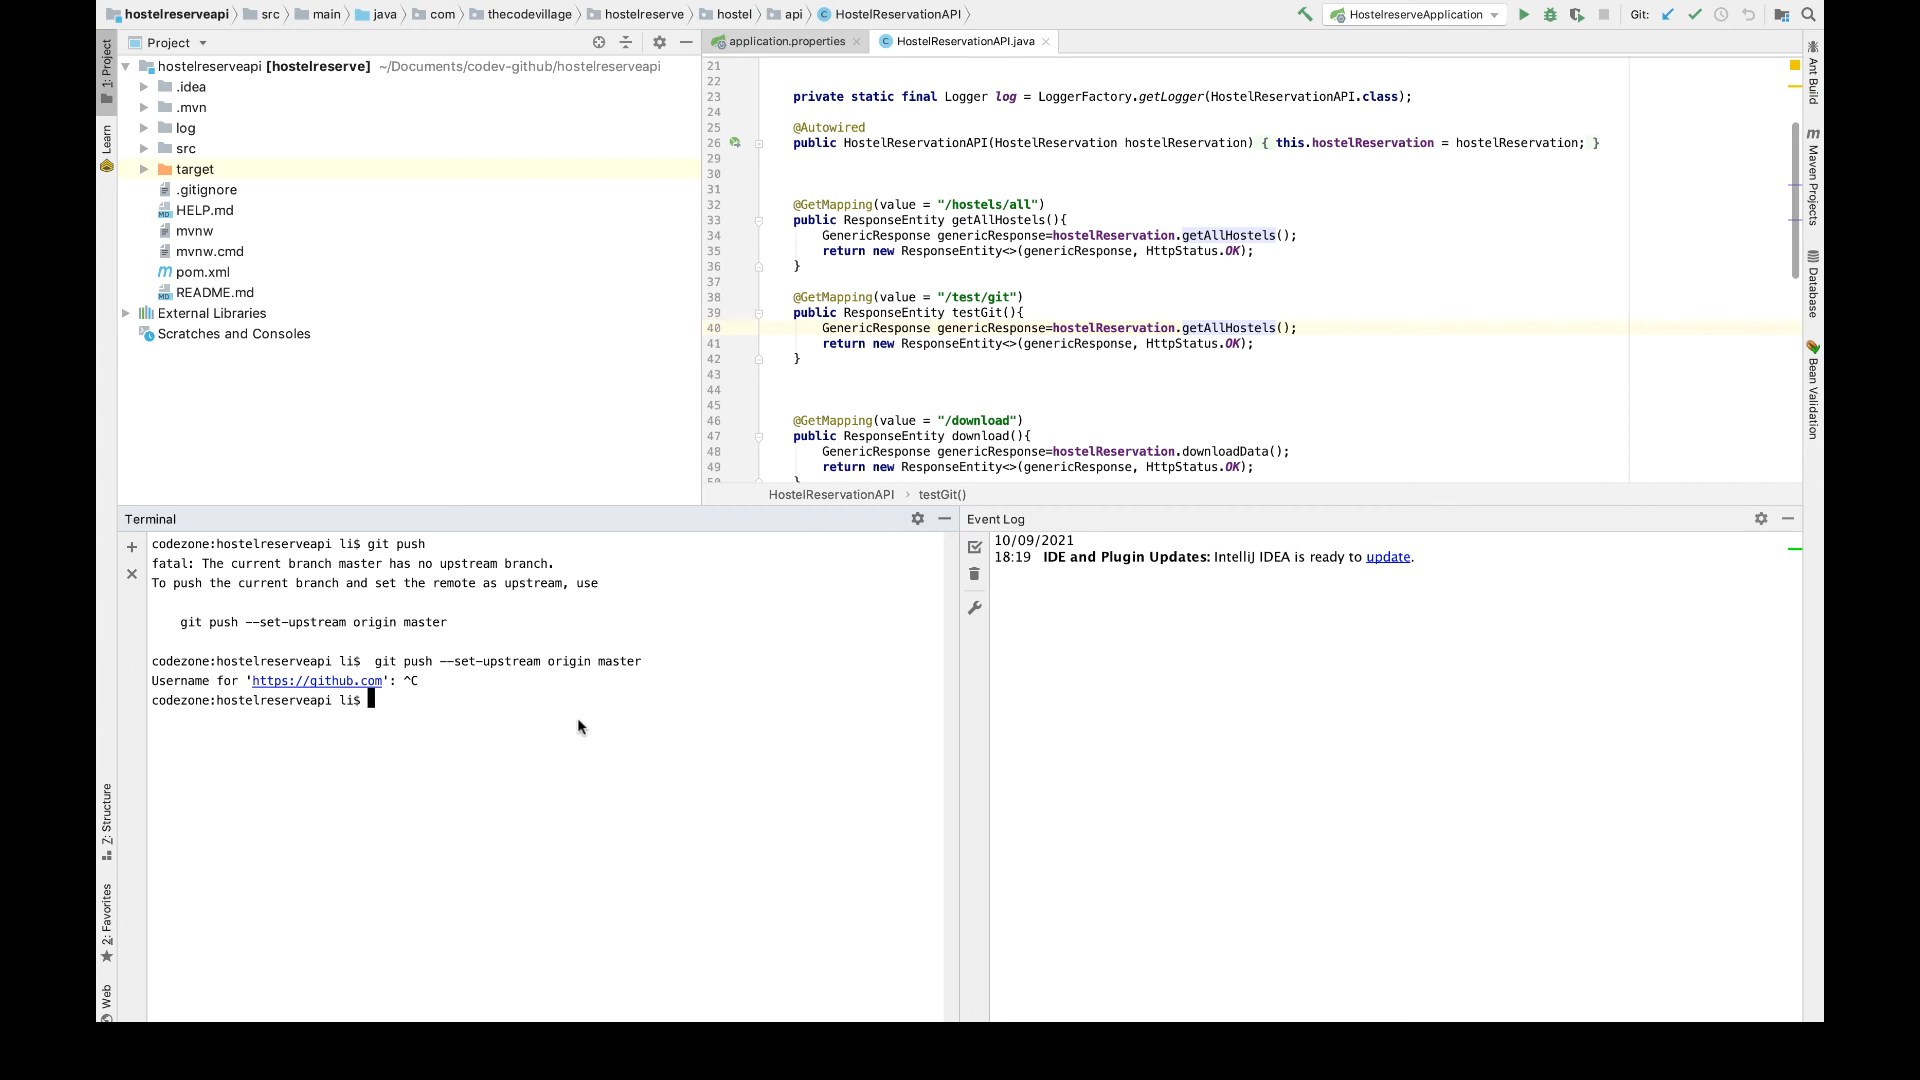 hostelreserveapi src main java com thecodevillage hostelreserve hostel api HostelReservationAPI HostelreserveApplication Git:
1: Project
Learn
Z: Structure
2: Favorites
Web
Project
hostelreserveapi [hostelreserve] ~/Documents/codev-github/hostelreserveapi
.idea
.mvn
log
src
target
.gitignore
HELP.md
mvnw
mvnw.cmd
pom.xml
README.md
External Libraries
Scratches and Consoles
application.properties HostelReservationAPI.java
21
22
23 private static final Logger log = LoggerFactory.getLogger(HostelReservationAPI.class);
24
25 @Autowired
26 public HostelReservationAPI(HostelReservation hostelReservation) { this.hostelReservation = hostelReservation; }
29
30
31
32 @GetMapping(value = "/hostels/all")
33 public ResponseEntity getAllHostels(){
34 GenericResponse genericResponse=hostelReservation.getAllHostels();
35 return new ResponseEntity<>(genericResponse, HttpStatus.OK);
36 }
37
38 @GetMapping(value = "/test/git")
39 public ResponseEntity testGit(){
40 GenericResponse genericResponse=hostelReservation.getAllHostels();
41 return new ResponseEntity<>(genericResponse, HttpStatus.OK);
42 }
43
44
45
46 @GetMapping(value = "/download")
47 public ResponseEntity download(){
48 GenericResponse genericResponse=hostelReservation.downloadData();
49 return new ResponseEntity<>(genericResponse, HttpStatus.OK);
50 }
HostelReservationAPI › testGit()
Ant Build
Maven Projects
Database
Bean Validation
Terminal
codezone:hostelreserveapi li$ git push
fatal: The current branch master has no upstream branch.
To push the current branch and set the remote as upstream, use
git push --set-upstream origin master
codezone:hostelreserveapi li$  git push --set-upstream origin master
Username for 'https://github.com': ^C
codezone:hostelreserveapi li$
Event Log
10/09/2021
18:19 IDE and Plugin Updates: IntelliJ IDEA is ready to update.